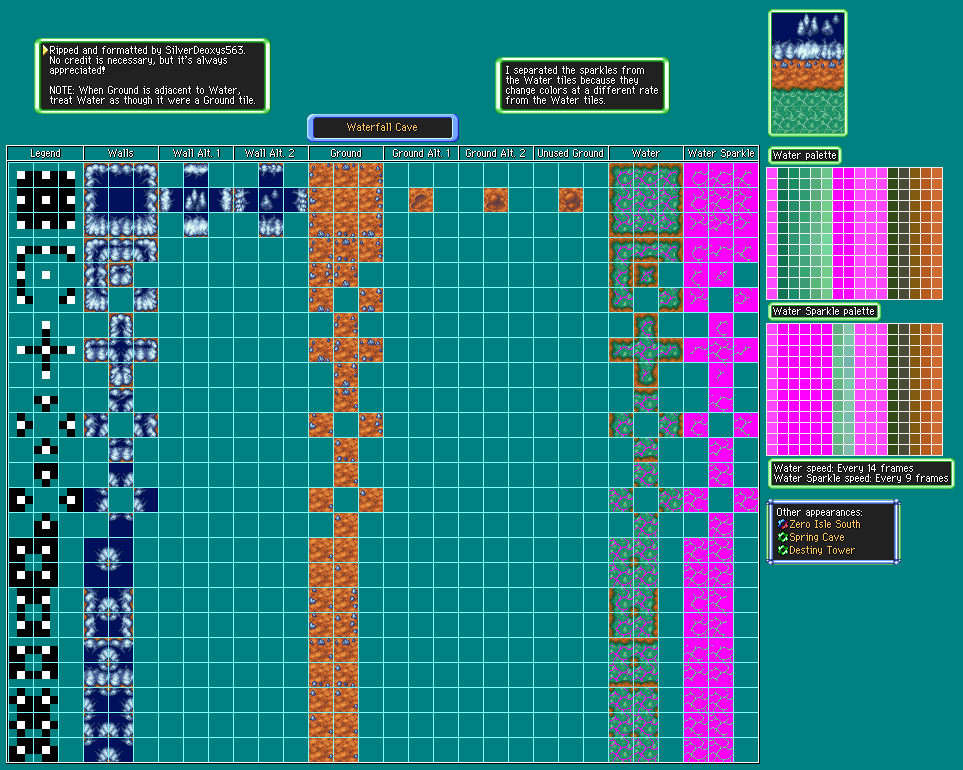 Ripped and formatted by SilverDeoxys563.
No credit is necessary, but it's always
appreciated!
NOTE: When Ground is adjacent to Water,
treat Water as though it were a Ground tile.
I separated the sparkles from
the Water tiles because they
change colors at a different rate
from the Water tiles.
Waterfall Cave
Legend Walls Wall Alt. 1 Wall Alt. 2 Ground Ground Alt. 1 Ground Alt. 2 Unused Ground Water Water Sparkle
Water palette
Water Sparkle palette
Water speed: Every 14 frames
Water Sparkle speed: Every 9 frames
Other appearances:
Zero Isle South
Spring Cave
Destiny Tower